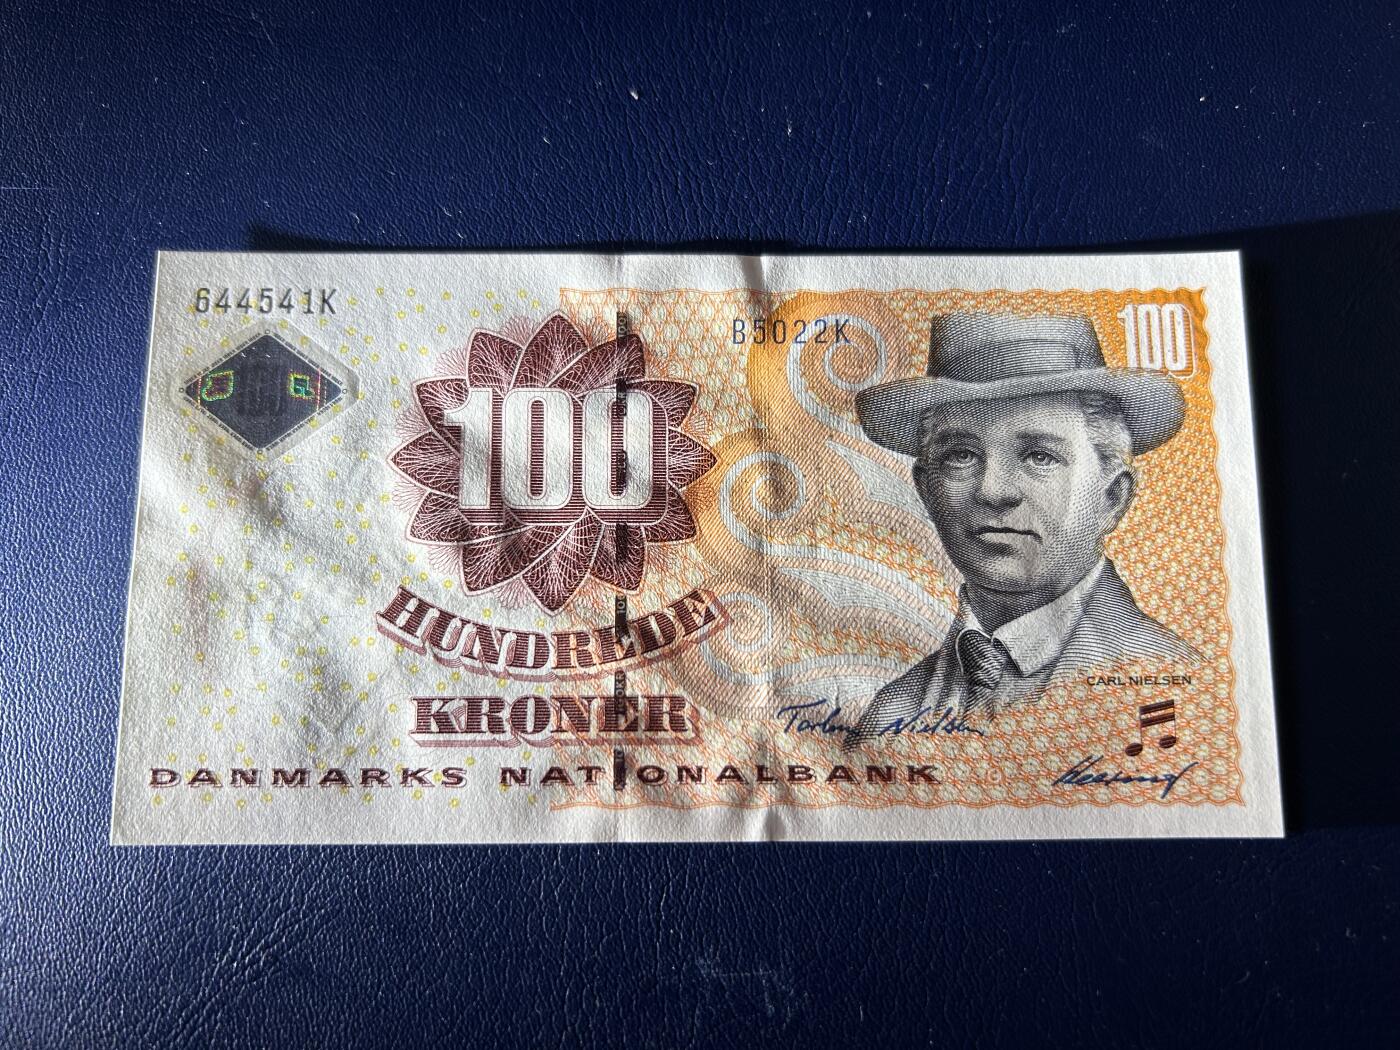 644541K
B5022K
100
100
HUNDREDE
KRONER
CARL NIELSEN
DANMARKS NATIONALBANK